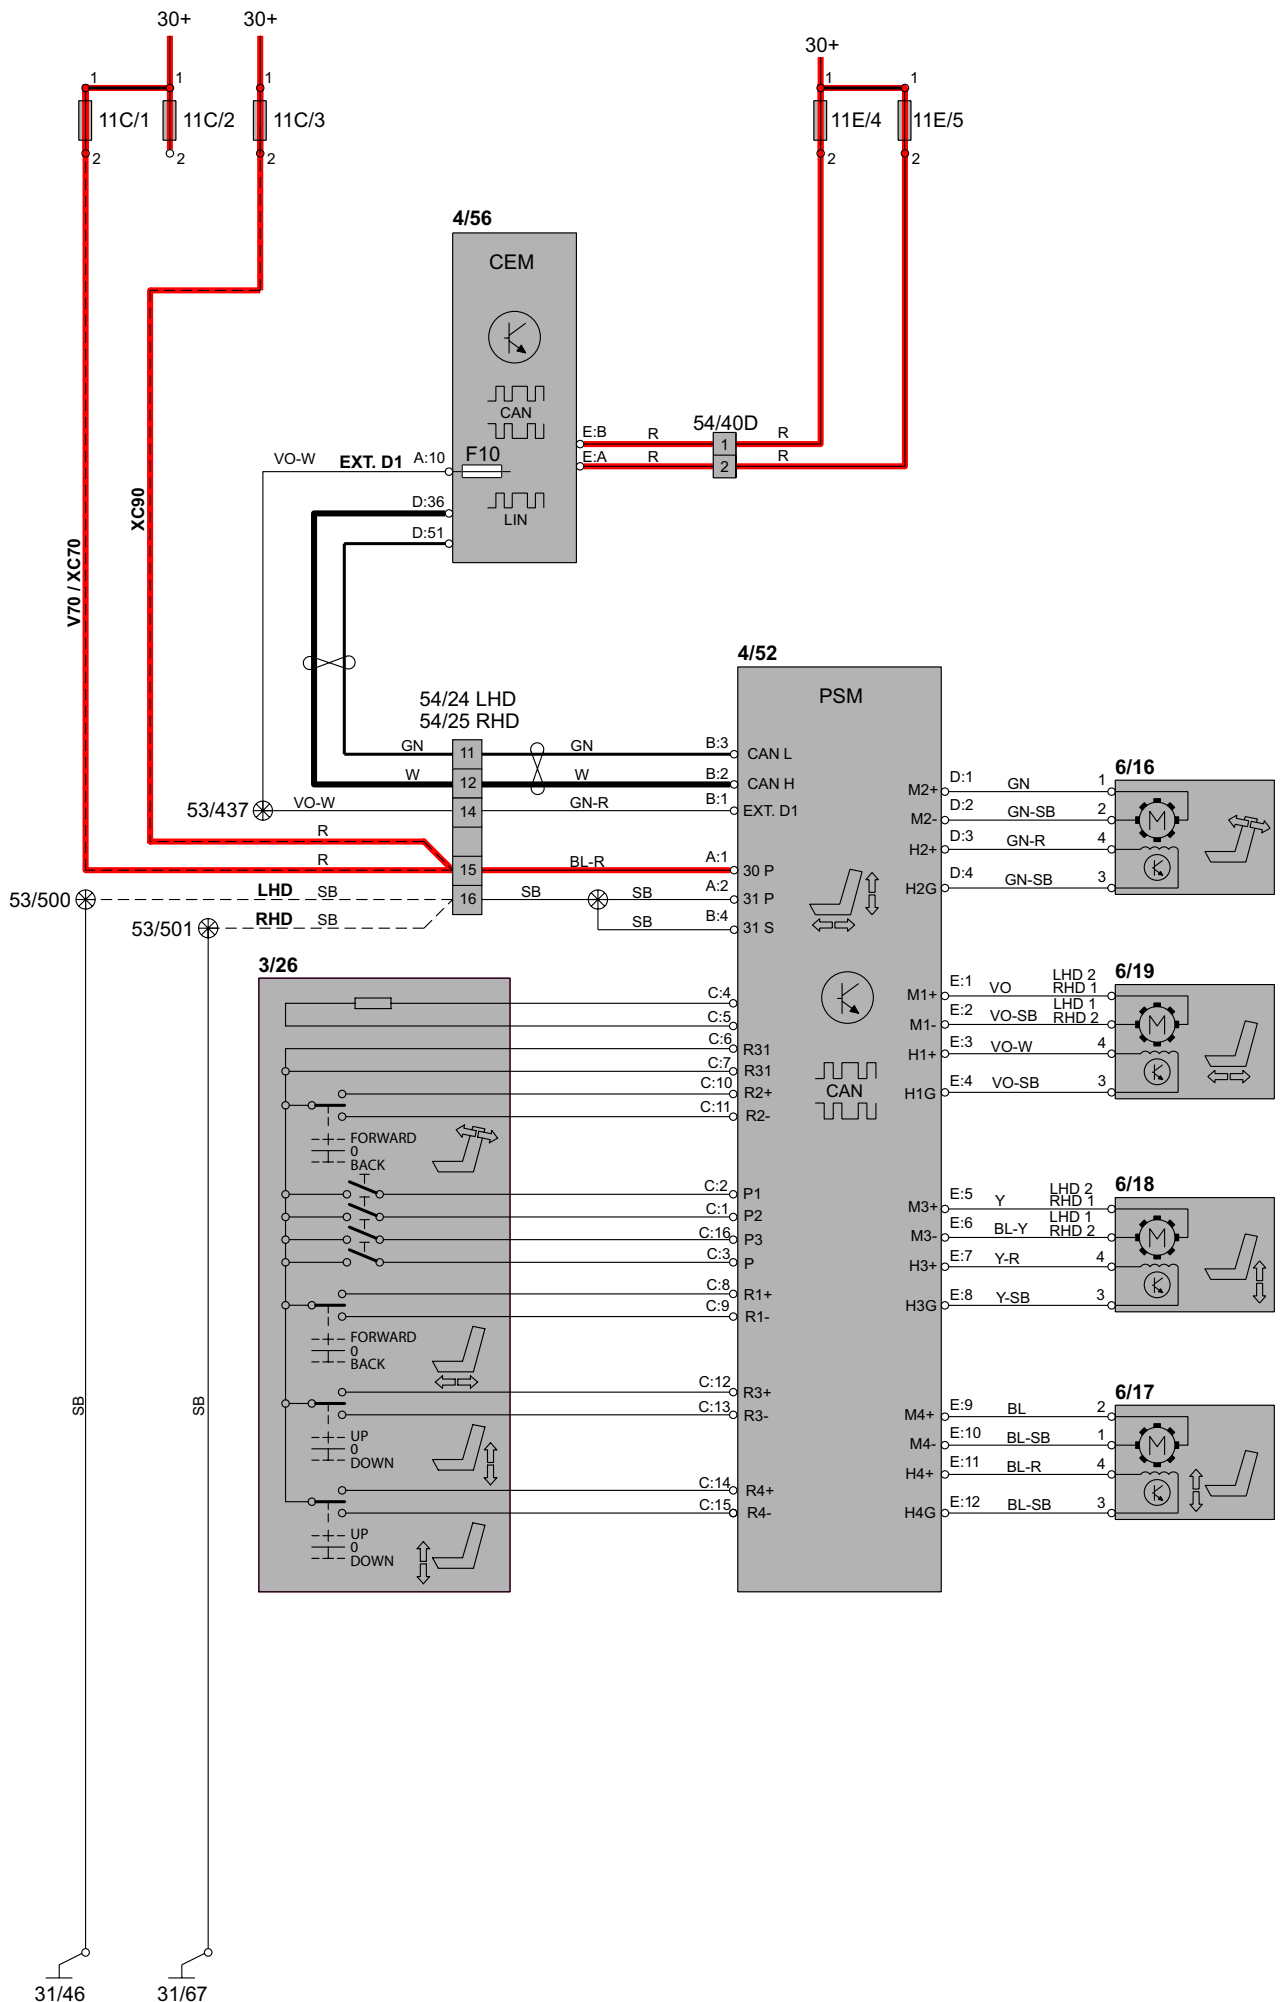 30+ 30+
30+
1 1 1
1 1
11C/1 11C/2 11C/3
11E/4 11E/5
2 2 2
2 2
4/56
CEM
CAN
54/40D
E:B R 1 R
E:A R 2 R
VO-W EXT. D1 A:10 F10
D:36
LIN
D:51
XC90
V70 / XC70
4/52
PSM
54/24 LHD
54/25 RHD
GN 11 GN B:3 CAN L
W 12 W B:2 CAN H
53/437 VO-W 14 GN-R B:1 EXT. D1
R
R 15 BL-R A:1 30 P
53/500 LHD SB 16 SB SB A:2 31 P
53/501 RHD SB SB B:4 31 S
6/16
M2+ D:1 GN 1
M2- D:2 GN-SB 2 M
H2+ D:3 GN-R 4
H2G D:4 GN-SB 3
3/26
C:4
C:5
C:6 R31
C:7 R31
C:10 R2+
C:11 R2-
FORWARD
0
BACK
C:2 P1
C:1 P2
C:16 P3
C:3 P
C:8 R1+
C:9 R1-
FORWARD
0
BACK
C:12 R3+
C:13 R3-
UP
0
DOWN
C:14 R4+
C:15 R4-
UP
0
DOWN
CAN
6/19
M1+ E:1 VO LHD 2
RHD 1
M1- E:2 VO-SB LHD 1
RHD 2 M
H1+ E:3 VO-W 4
H1G E:4 VO-SB 3
6/18
M3+ E:5 Y LHD 2
RHD 1
M3- E:6 BL-Y LHD 1
RHD 2 M
H3+ E:7 Y-R 4
H3G E:8 Y-SB 3
6/17
M4+ E:9 BL 2
M4- E:10 BL-SB 1 M
H4+ E:11 BL-R 4
H4G E:12 BL-SB 3
SB SB
31/46 31/67